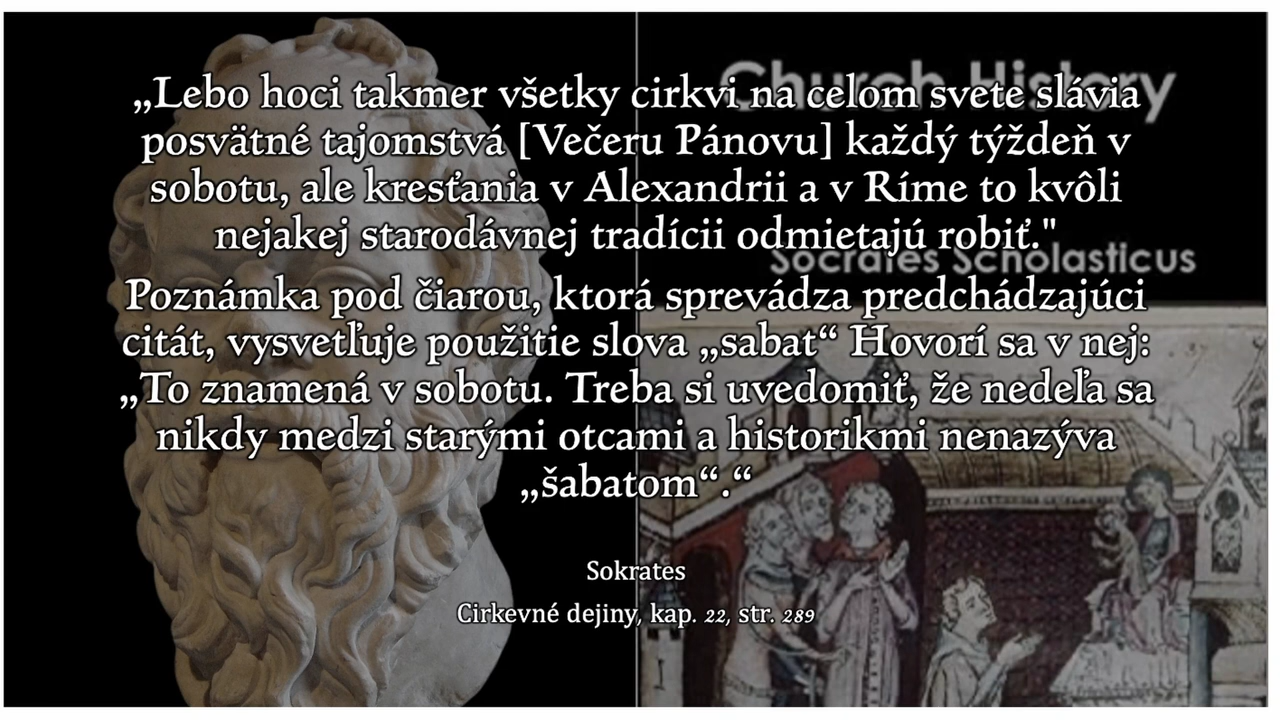 Church History
„Lebo hoci takmer všetky cirkvi na celom svete slávia
posvätné tajomstvá [Večeru Pánovu] každý týždeň v
sobotu, ale kresťania v Alexandrii a v Ríme to kvôli
nejakej starodávnej tradícii odmietajú robiť."
Socrates Scholasticus
Poznámka pod čiarou, ktorá sprevádza predchádzajúci
citát, vysvetľuje použitie slova „sabat“ Hovorí sa v nej:
„To znamená v sobotu. Treba si uvedomiť, že nedeľa sa
nikdy medzi starými otcami a historikmi nenazýva
„šabatom“.“
Sokrates
Cirkevné dejiny, kap. 22, str. 289